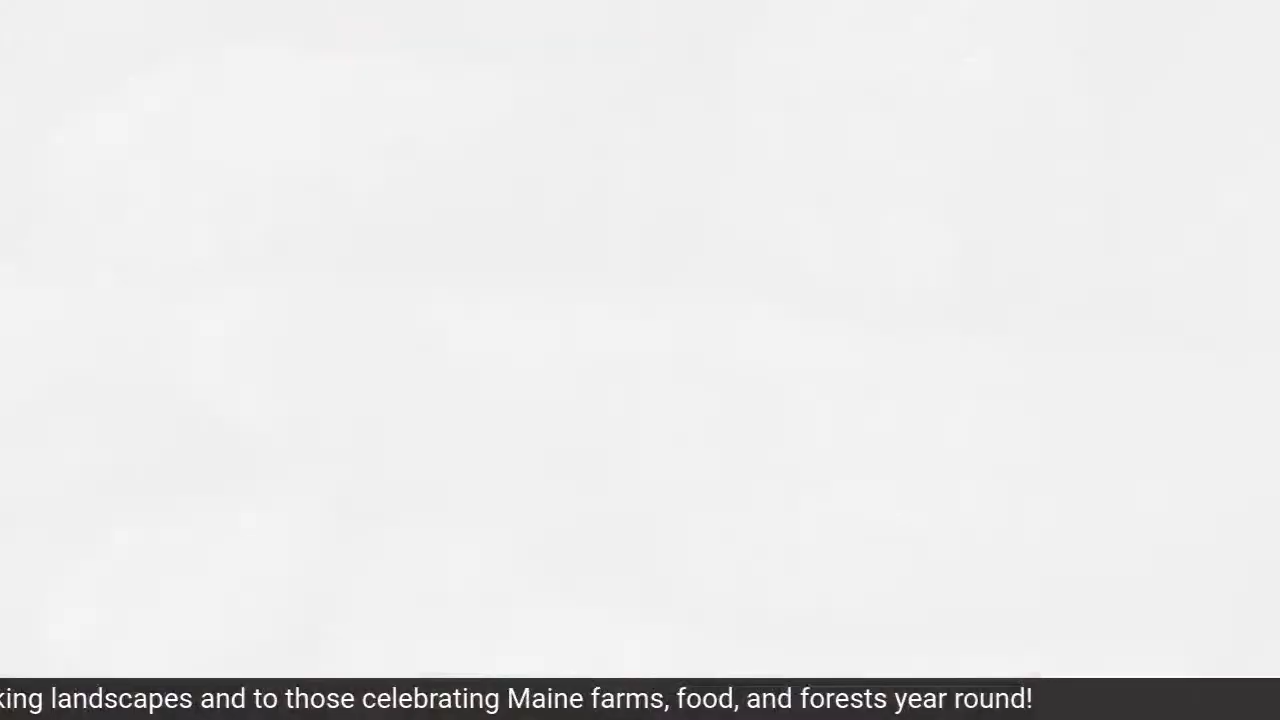 king landscapes and to those celebrating Maine farms, food, and forests year round!